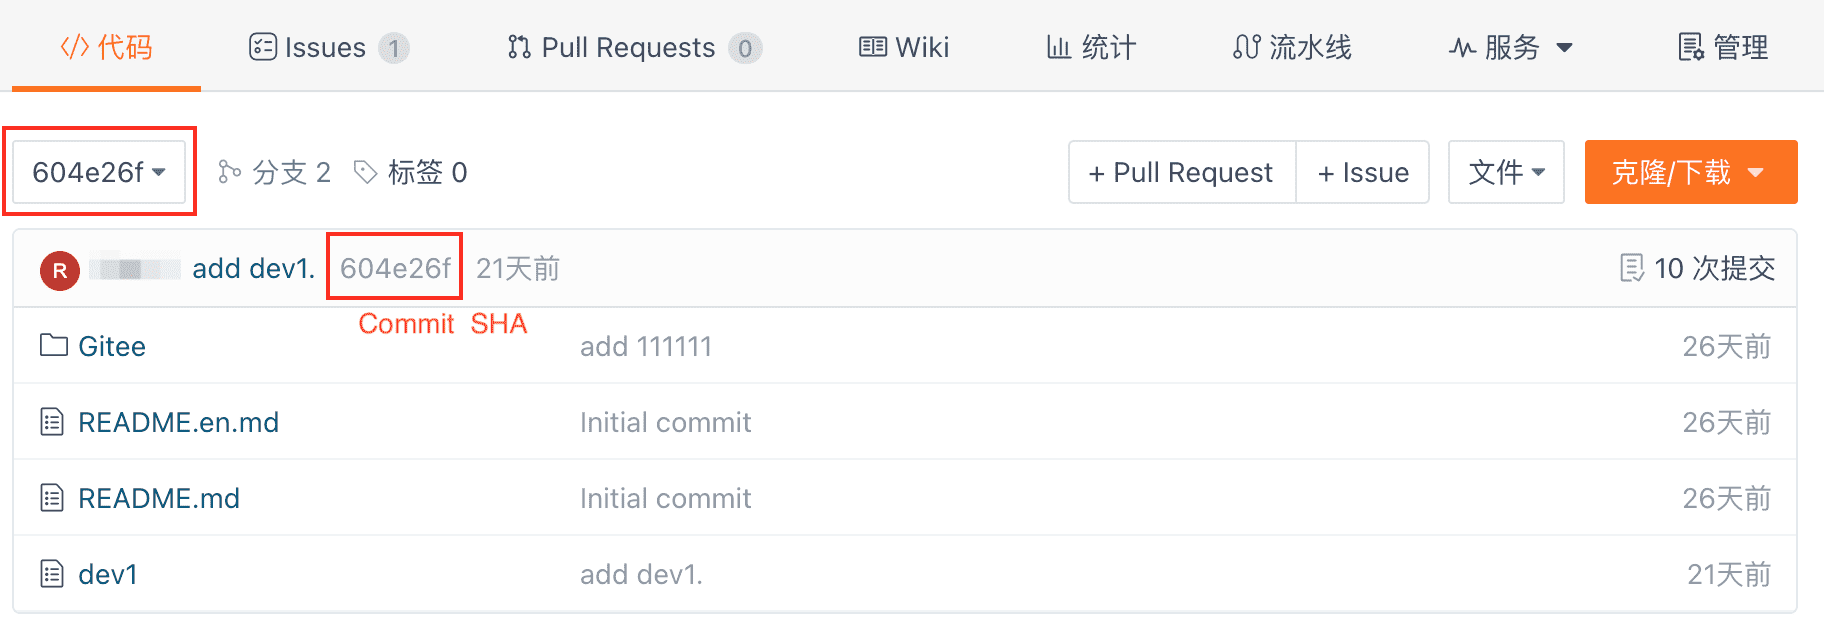 </> 代码 Issues 1 Pull Requests 0 Wiki 统计 流水线 服务 管理
604e26f 分支 2 标签 0 + Pull Request + Issue 文件 克隆/下载
R add dev1. 604e26f 21天前 10 次提交
Commit SHA
Gitee add 111111 26天前
README.en.md Initial commit 26天前
README.md Initial commit 26天前
dev1 add dev1. 21天前